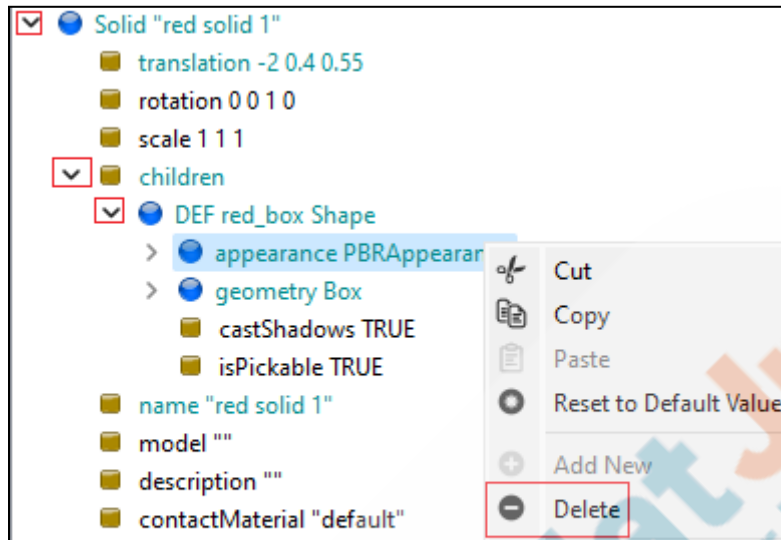 Solid "red solid 1"
translation -2 0.4 0.55
rotation 0 0 1 0
scale 1 1 1
children
DEF red_box Shape
appearance PBRAppearan
geometry Box
castShadows TRUE
isPickable TRUE
name "red solid 1"
model ""
description ""
contactMaterial "default"
Cut
Copy
Paste
Reset to Default Value
Add New
Delete